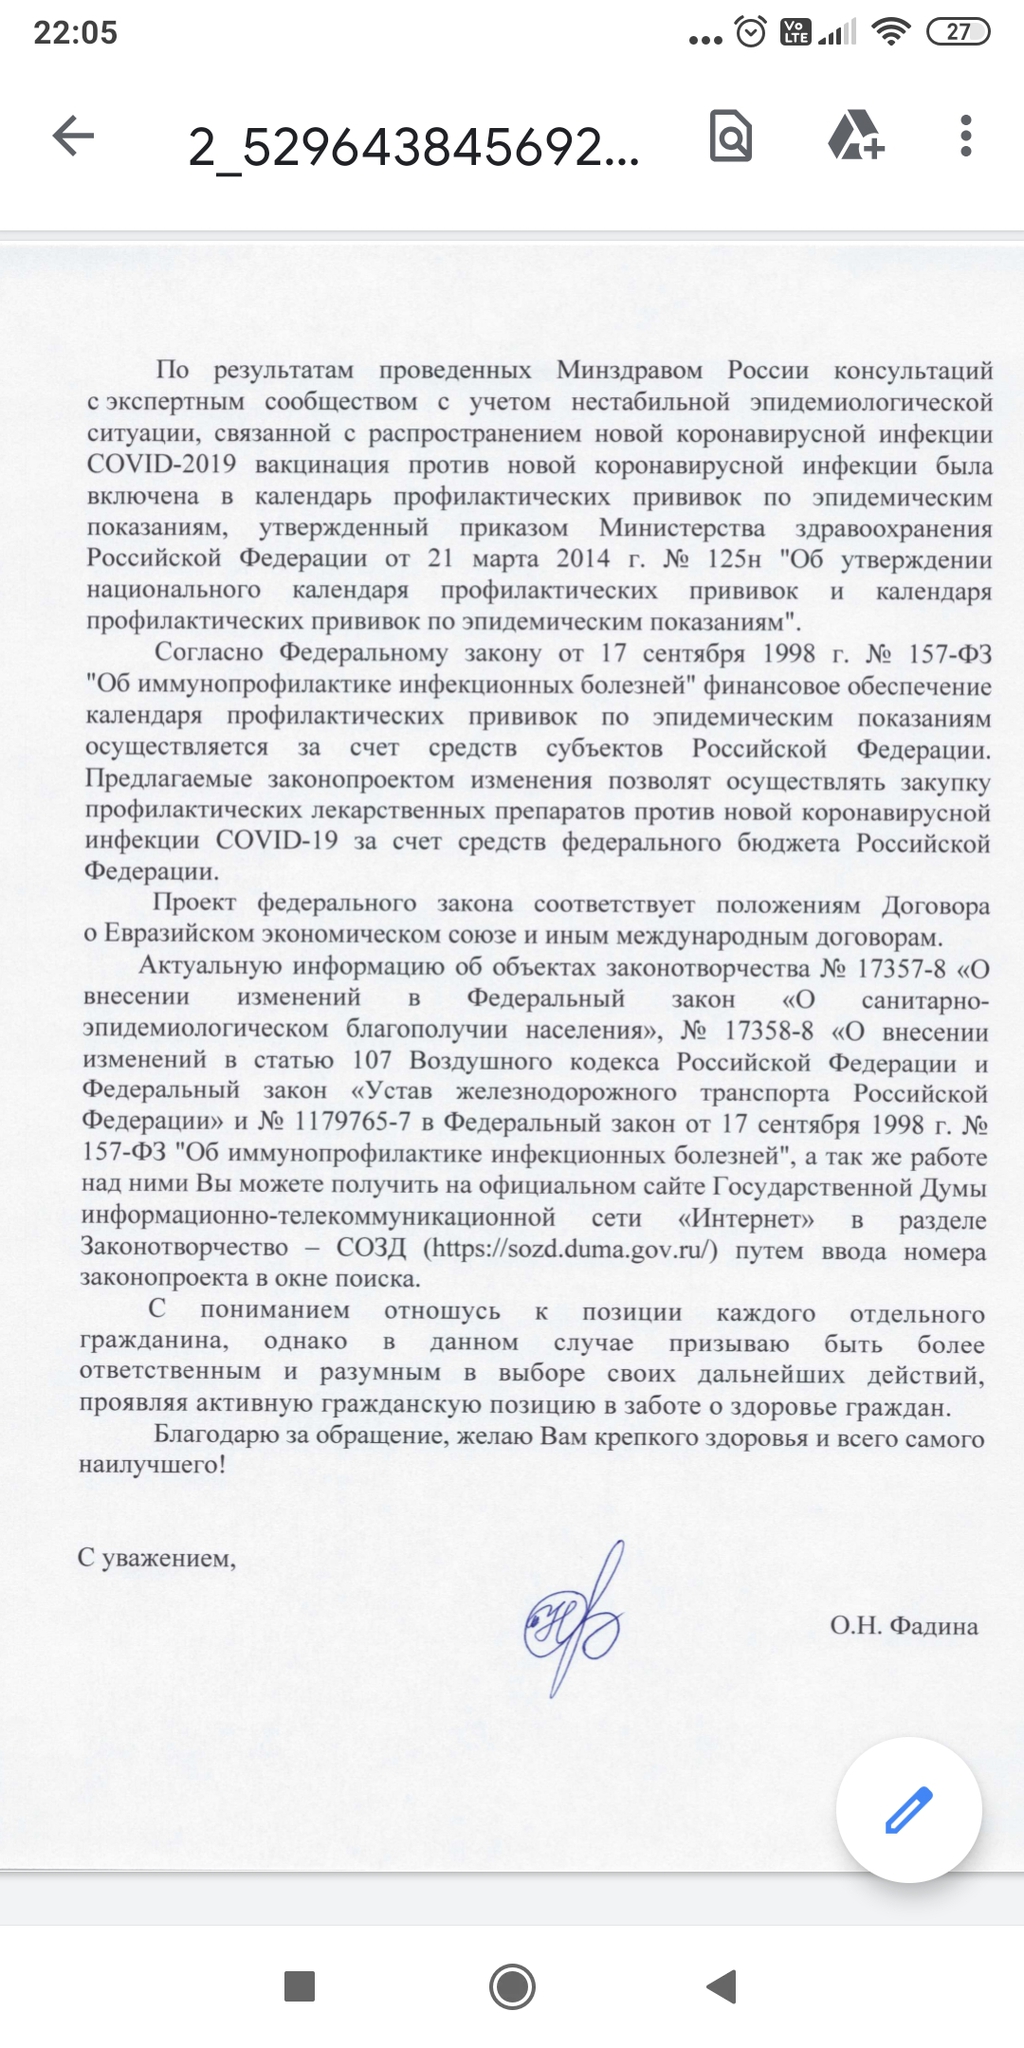 22:05
Vo LTE
27
2_529643845692...
По результатам проведенных Минздравом России консультаций
с экспертным сообществом с учетом нестабильной эпидемиологической
ситуации, связанной с распространением новой коронавирусной инфекции
COVID-2019 вакцинация против новой коронавирусной инфекции была
включена в календарь профилактических прививок по эпидемическим
показаниям, утвержденный приказом Министерства здравоохранения
Российской Федерации от 21 марта 2014 г. № 125н "Об утверждении
национального календаря профилактических прививок и календаря
профилактических прививок по эпидемическим показаниям".
Согласно Федеральному закону от 17 сентября 1998 г. № 157-ФЗ
"Об иммунопрофилактике инфекционных болезней" финансовое обеспечение
календаря профилактических прививок по эпидемическим показаниям
осуществляется за счет средств субъектов Российской Федерации.
Предлагаемые законопроектом изменения позволят осуществлять закупку
профилактических лекарственных препаратов против новой коронавирусной
инфекции COVID-19 за счет средств федерального бюджета Российской
Федерации.
Проект федерального закона соответствует положениям Договора
о Евразийском экономическом союзе и иным международным договорам.
Актуальную информацию об объектах законотворчества № 17357-8 «О
внесении изменений в Федеральный закон «О санитарно-
эпидемиологическом благополучии населения», № 17358-8 «О внесении
изменений в статью 107 Воздушного кодекса Российской Федерации и
Федеральный закон «Устав железнодорожного транспорта Российской
Федерации» и № 1179765-7 в Федеральный закон от 17 сентября 1998 г. №
157-ФЗ "Об иммунопрофилактике инфекционных болезней", а так же работе
над ними Вы можете получить на официальном сайте Государственной Думы
информационно-телекоммуникационной сети «Интернет» в разделе
Законотворчество – СОЗД (https://sozd.duma.gov.ru/) путем ввода номера
законопроекта в окне поиска.
С пониманием отношусь к позиции каждого отдельного
гражданина, однако в данном случае призываю быть более
ответственным и разумным в выборе своих дальнейших действий,
проявляя активную гражданскую позицию в заботе о здоровье граждан.
Благодарю за обращение, желаю Вам крепкого здоровья и всего самого
наилучшего!
С уважением,
О.Н. Фадина